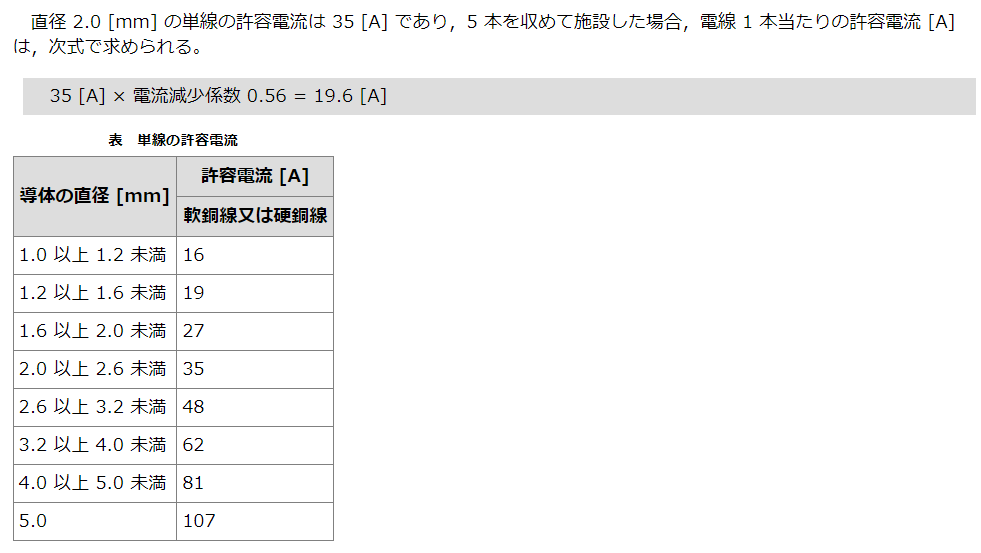 直径 2.0 [mm] の単線の許容電流は 35 [A] であり，5 本を収めて施設した場合，電線 1 本当たりの許容電流 [A]
は，次式で求められる。
35 [A] × 電流減少係数 0.56 = 19.6 [A]
表　単線の許容電流
導体の直径 [mm]
許容電流 [A]
軟銅線又は硬銅線
1.0 以上 1.2 未満 16
1.2 以上 1.6 未満 19
1.6 以上 2.0 未満 27
2.0 以上 2.6 未満 35
2.6 以上 3.2 未満 48
3.2 以上 4.0 未満 62
4.0 以上 5.0 未満 81
5.0 107